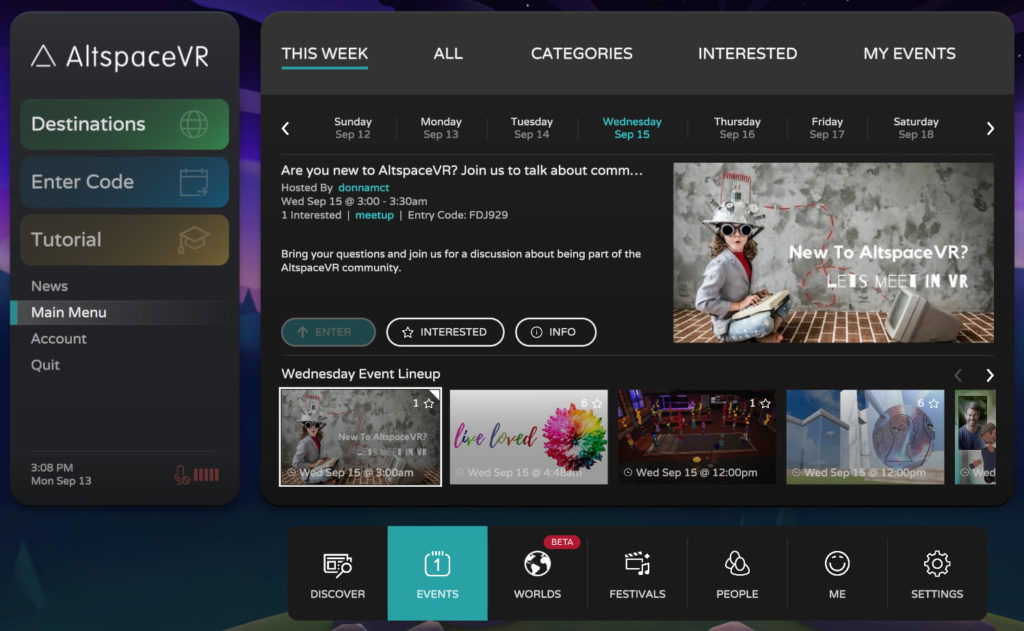 AltspaceVR
Destinations
Enter Code
Tutorial
News
Main Menu
Account
Quit
3:08 PM
Mon Sep 13
THIS WEEK ALL CATEGORIES INTERESTED MY EVENTS
Sunday Monday Tuesday Wednesday Thursday Friday Saturday
Sep 12 Sep 13 Sep 14 Sep 15 Sep 16 Sep 17 Sep 18
Are you new to AltspaceVR? Join us to talk about comm...
Hosted By donnamct
Wed Sep 15 @ 3:00 - 3:30am
1 Interested | meetup | Entry Code: FDJ929
Bring your questions and join us for a discussion about being part of the
AltspaceVR community.
ENTER INTERESTED INFO
New To AltspaceVR?
LETS MEET IN VR
Wednesday Event Lineup
1
New To AltspaceVR?
LETS MEET IN VR
Wed Sep 15 @ 3:00am
6
live loved
Wed Sep 15 @ 4:48am
1
Wed Sep 15 @ 12:00pm
6
Wed Sep 15 @ 12:00pm
Wed
BETA
1
DISCOVER EVENTS WORLDS FESTIVALS PEOPLE ME SETTINGS